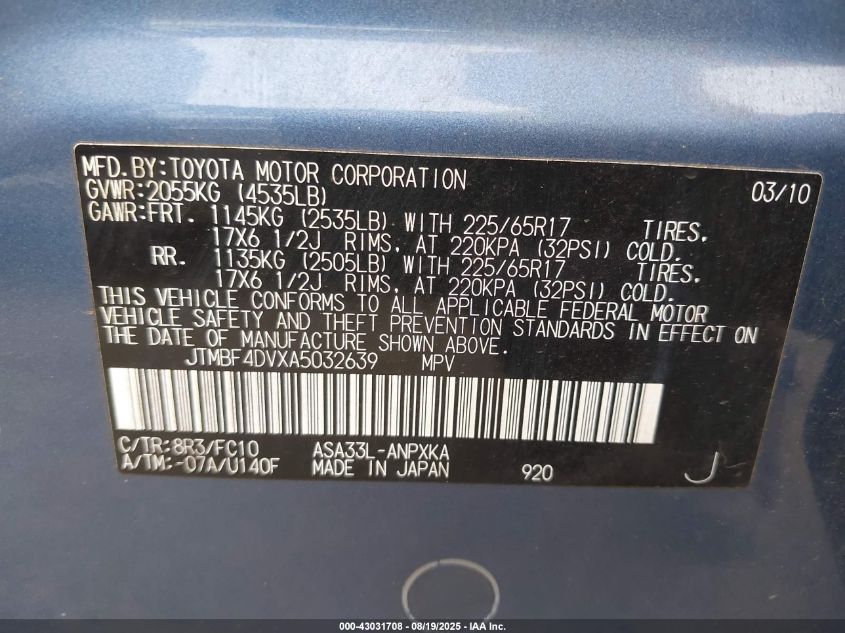 MFD.BY:TOYOTA MOTOR CORPORATION 03/10
GVWR:2055KG (4535LB)
GAWR:FRT. 1145KG (2535LB) WITH 225/65R17 TIRES,
17X6 1/2J RIMS, AT 220KPA (32PSI) COLD.
RR. 1135KG (2505LB) WITH 225/65R17 TIRES,
17X6 1/2J RIMS, AT 220KPA (32PSI) COLD.
THIS VEHICLE CONFORMS TO ALL APPLICABLE FEDERAL MOTOR
VEHICLE SAFETY AND THEFT PREVENTION STANDARDS IN EFFECT ON
THE DATE OF MANUFACTURE SHOWN ABOVE.
JTMBF4DVXA5032639 MPV
C/TR:8R3/FC10 ASA33L-ANPXKA
A/TM:-07A/U140F MADE IN JAPAN 920 J
000-43031708 - 08/19/2025 - IAA Inc.